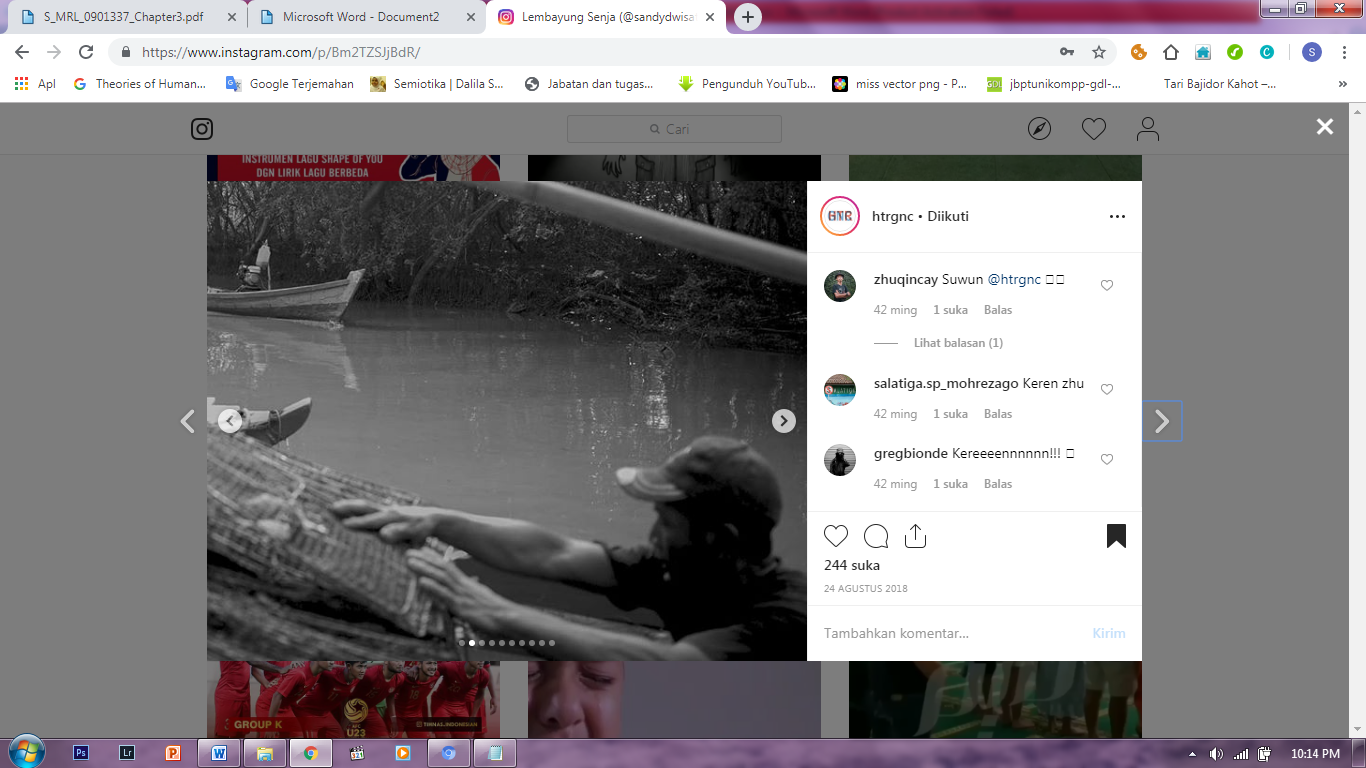 S_MRL_0901337_Chapter3.pdf
Microsoft Word - Document2
Lembayung Senja (@sandydwisa
https://www.instagram.com/p/Bm2TZSJjBdR/
S
C
Apl
Theories of Human...
Google Terjemahan
Semiotika | Dalila S...
Jabatan dan tugas...
Pengunduh YouTub...
miss vector png - P...
jbptunikompp-gdl-...
Tari Bajidor Kahot –...
»
Cari
INSTRUMEN LAGU SHAPE OF YOU
DGN LIRIK LAGU BERBEDA
htrgnc • Diikuti
zhuqincay Suwun @htrgnc
42 ming 1 suka Balas
Lihat balasan (1)
salatiga.sp_mohrezago Keren zhu
42 ming 1 suka Balas
gregbionde Kereeeennnnnn!!!
42 ming 1 suka Balas
244 suka
24 AGUSTUS 2018
Tambahkan komentar... Kirim
GROUP K
U23
TIMNAS.INDONESIA
Ps
Lr
10:14 PM